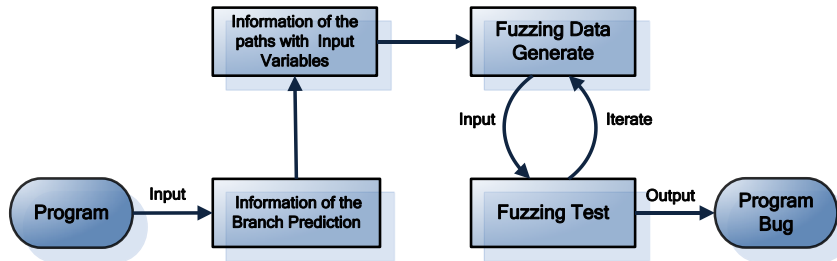 Information of the
paths with Input
Variables
Fuzzing Data
Generate
Input
Iterate
Program
Input
Information of the
Branch Prediction
Fuzzing Test
Output
Program
Bug